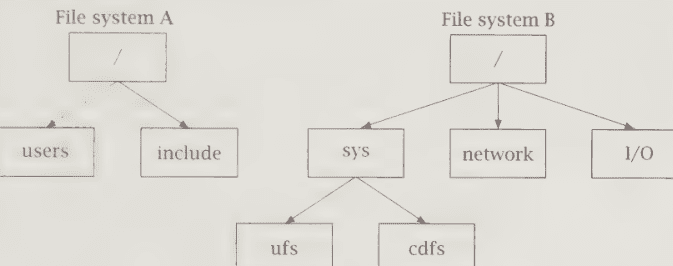 File system A
File system B
/
/
users
include
sys
network
I/O
ufs
cdfs